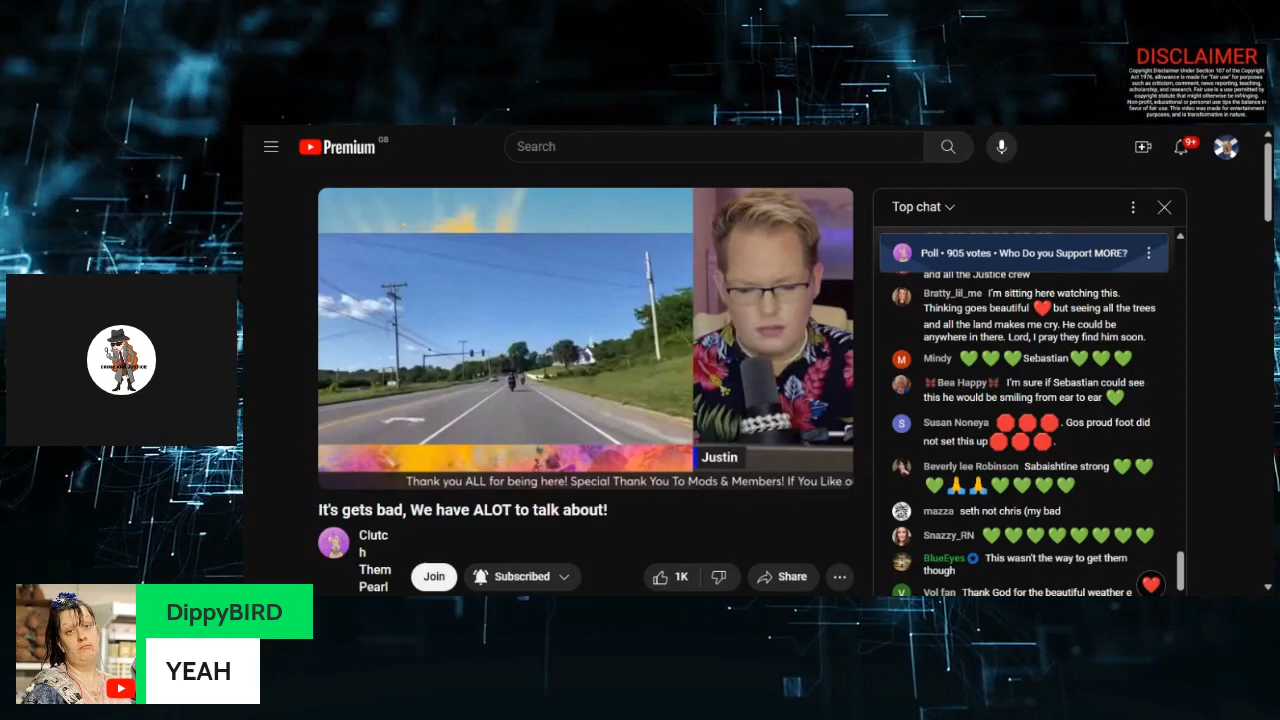 DISCLAIMER
Copyright Disclaimer Under Section 107 of the Copyright
Act 1976, allowance is made for "fair use" for purposes
such as criticism, comment, news reporting, teaching,
scholarship, and research. Fair use is a use permitted by
copyright statute that might otherwise be infringing.
Non-profit, educational or personal use tips the balance in
favor of fair use. This video was made for entertainment
purposes, and is transformative in nature.
Premium GB
Search
9+
Top chat
Poll • 905 votes • Who Do you Support MORE?
and all the Justice crew
Bratty_lil_me I'm sitting here watching this.
Thinking goes beautiful ❤️ but seeing all the trees
and all the land makes me cry. He could be
anywhere in there. Lord, I pray they find him soon.
M Mindy 💚💚💚Sebastian💚💚💚
🎀Bea Happy🎀 I'm sure if Sebastian could see
this he would be smiling from ear to ear 💚
S Susan Noneya 🛑🛑🛑. Gos proud foot did
not set this up🛑🛑🛑.
Beverly lee Robinson Sabaishtine strong 💚💚
💚🙏🙏💚💚💚💚
mazza seth not chris (my bad
Snazzy_RN 💚💚💚💚💚💚💚💚
BlueEyes This wasn't the way to get them
though
V Vol fan Thank God for the beautiful weather e
Justin
Thank you ALL for being here! Special Thank You To Mods & Members! If You Like o
It's gets bad, We have ALOT to talk about!
Clutc
h
Them
Pearl
Join
Subscribed
1K
Share
CRIME AND JUSTICE
DippyBIRD
YEAH